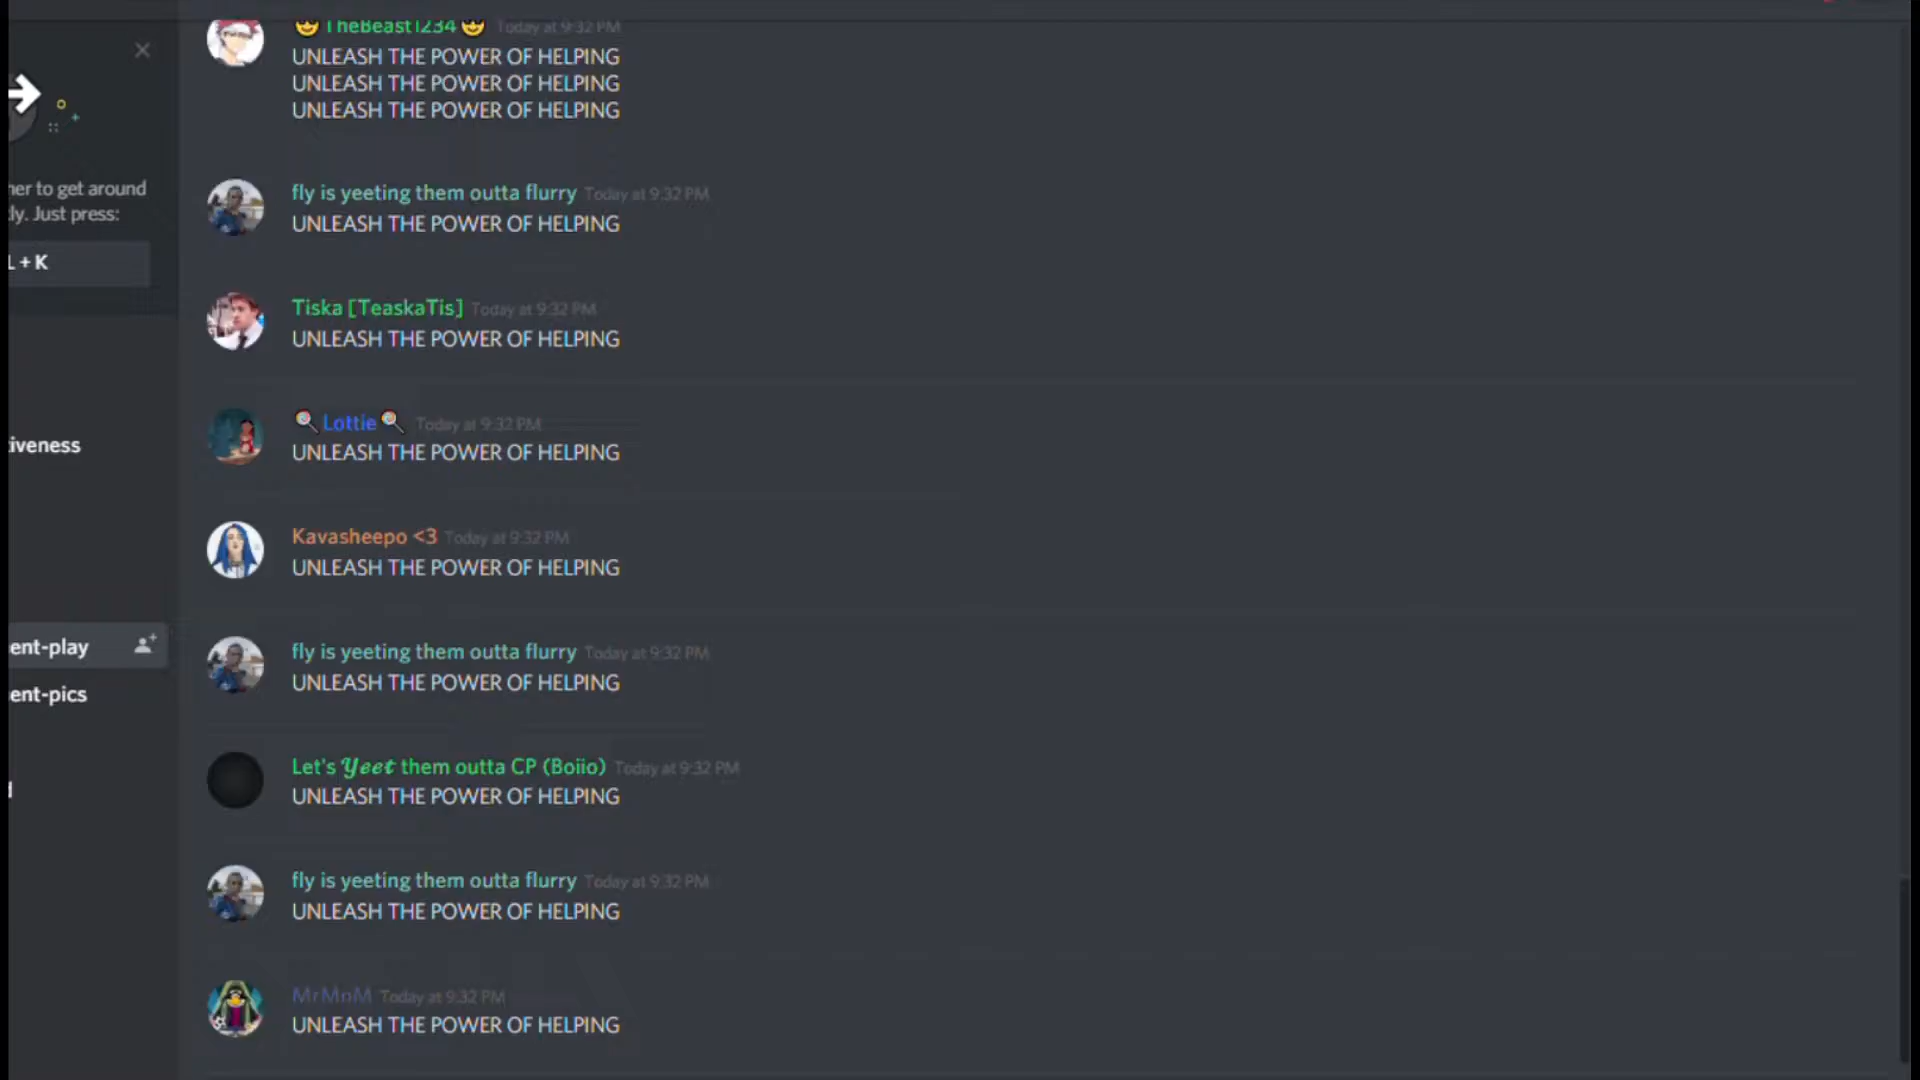 😎 TheBeast1234 😎 Today at 9:32 PM
UNLEASH THE POWER OF HELPING
UNLEASH THE POWER OF HELPING
UNLEASH THE POWER OF HELPING
her to get around
dly. Just press:
L + K
fly is yeeting them outta flurry Today at 9:32 PM
UNLEASH THE POWER OF HELPING
Tiska [TeaskaTis] Today at 9:32 PM
UNLEASH THE POWER OF HELPING
🍭 Lottie 🍭 Today at 9:32 PM
UNLEASH THE POWER OF HELPING
tiveness
Kavasheepo <3 Today at 9:32 PM
UNLEASH THE POWER OF HELPING
fly is yeeting them outta flurry Today at 9:32 PM
UNLEASH THE POWER OF HELPING
ent-play
ent-pics
Let's 𝒴𝑒𝑒𝓉 them outta CP (Boiio) Today at 9:32 PM
UNLEASH THE POWER OF HELPING
fly is yeeting them outta flurry Today at 9:32 PM
UNLEASH THE POWER OF HELPING
MrMnM Today at 9:32 PM
UNLEASH THE POWER OF HELPING